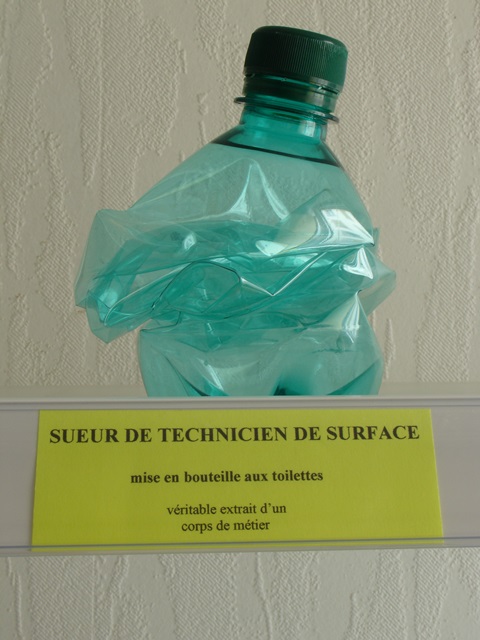 SUEUR DE TECHNICIEN DE SURFACE
mise en bouteille aux toilettes
véritable extrait d'un
corps de métier